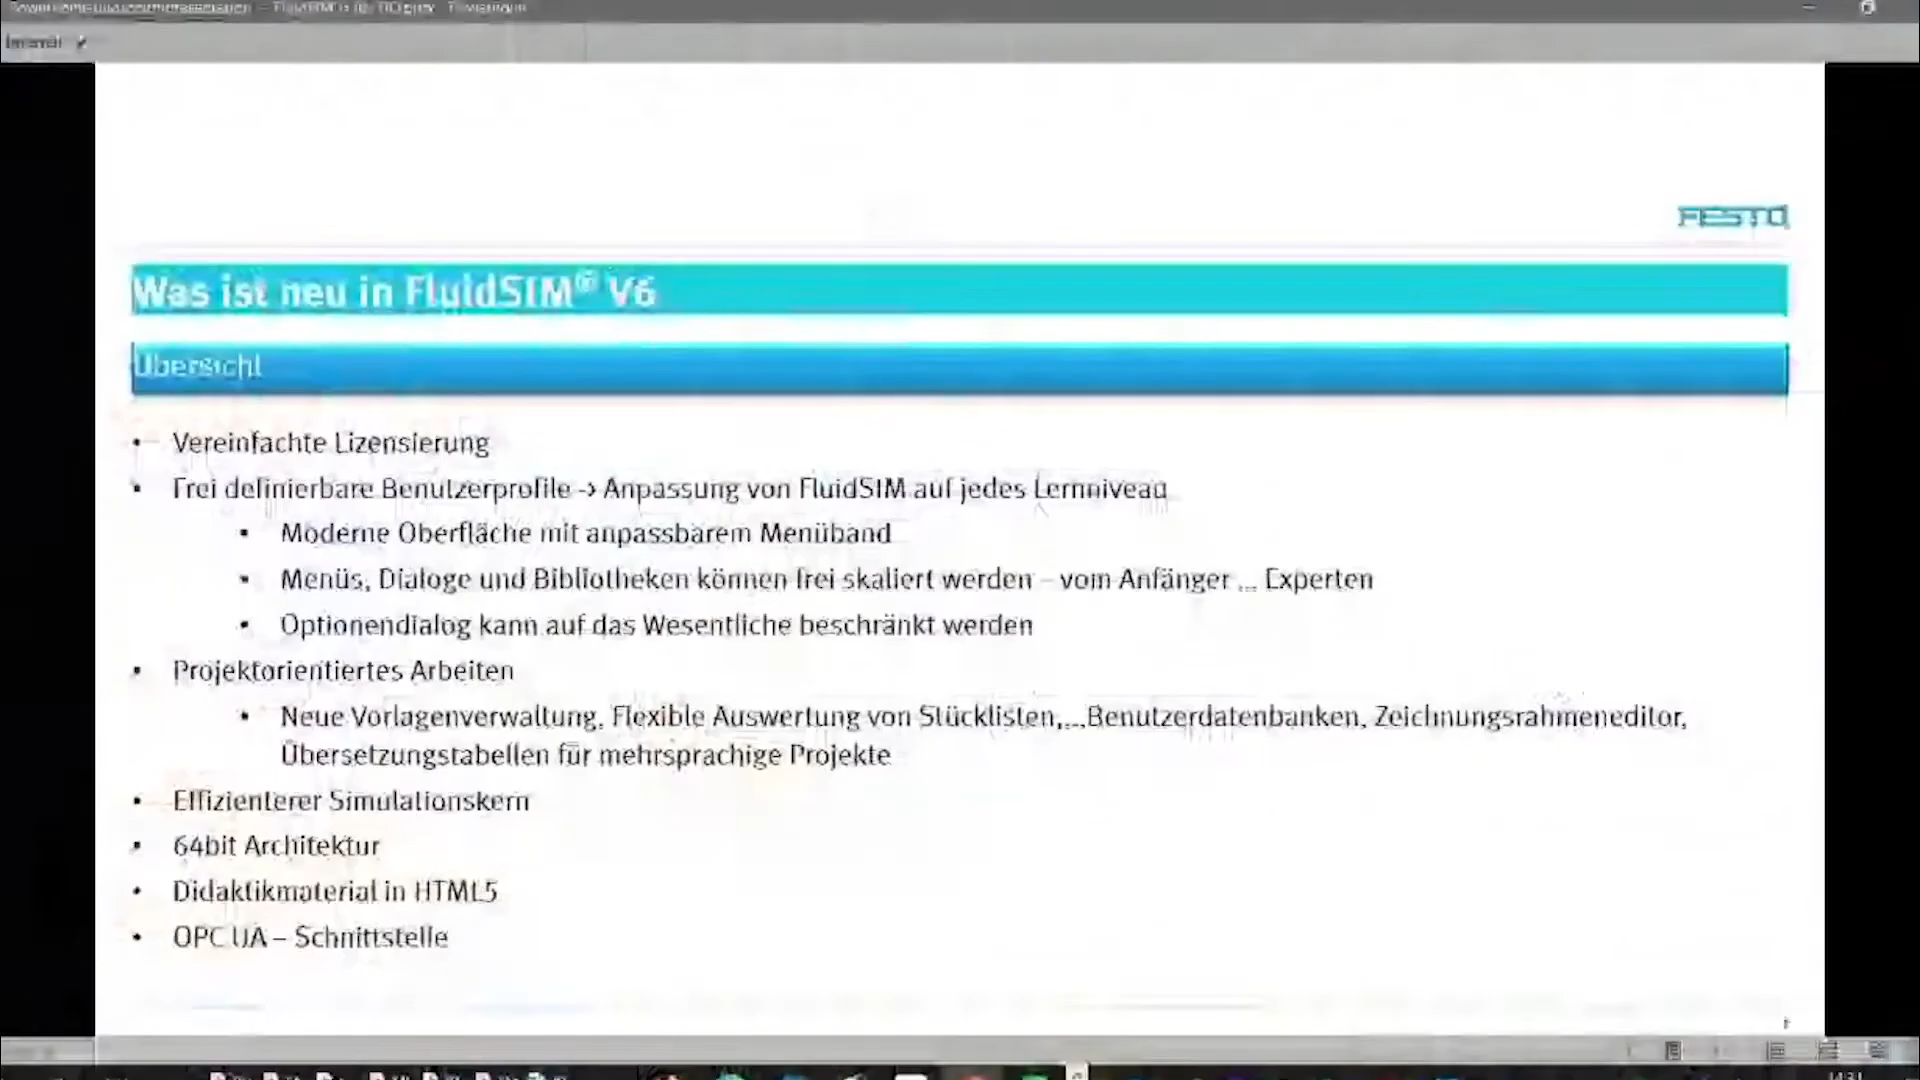 FESTO
Was ist neu in FluidSIM® V6
Übersicht
• Vereinfachte Lizensierung
• Frei definierbare Benutzerprofile -> Anpassung von FluidSIM auf jedes Lernniveau
• Moderne Oberfläche mit anpassbarem Menüband
• Menüs, Dialoge und Bibliotheken können frei skaliert werden – vom Anfänger ... Experten
• Optionendialog kann auf das Wesentliche beschränkt werden
• Projektorientiertes Arbeiten
• Neue Vorlagenverwaltung, Flexible Auswertung von Stücklisten,...,Benutzerdatenbanken, Zeichnungsrahmeneditor,
Übersetzungstabellen für mehrsprachige Projekte
• Effizienterer Simulationskern
• 64bit Architektur
• Didaktikmaterial in HTML5
• OPC UA – Schnittstelle